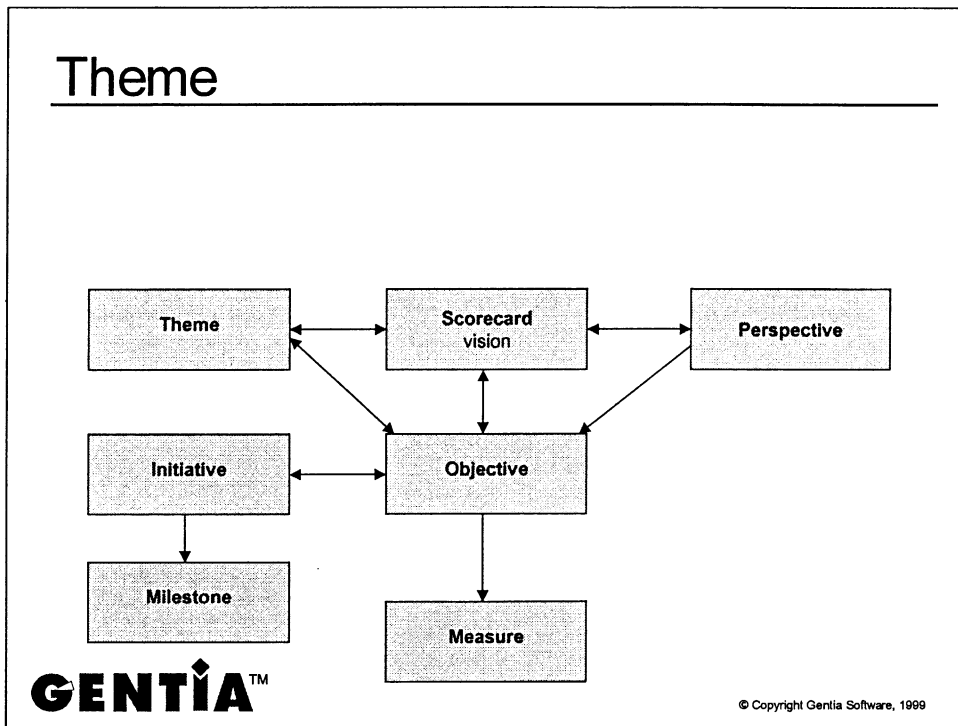 Theme
Theme
Scorecard
vision
Perspective
Initiative
Objective
Milestone
Measure
GENTIA™
© Copyright Gentia Software, 1999